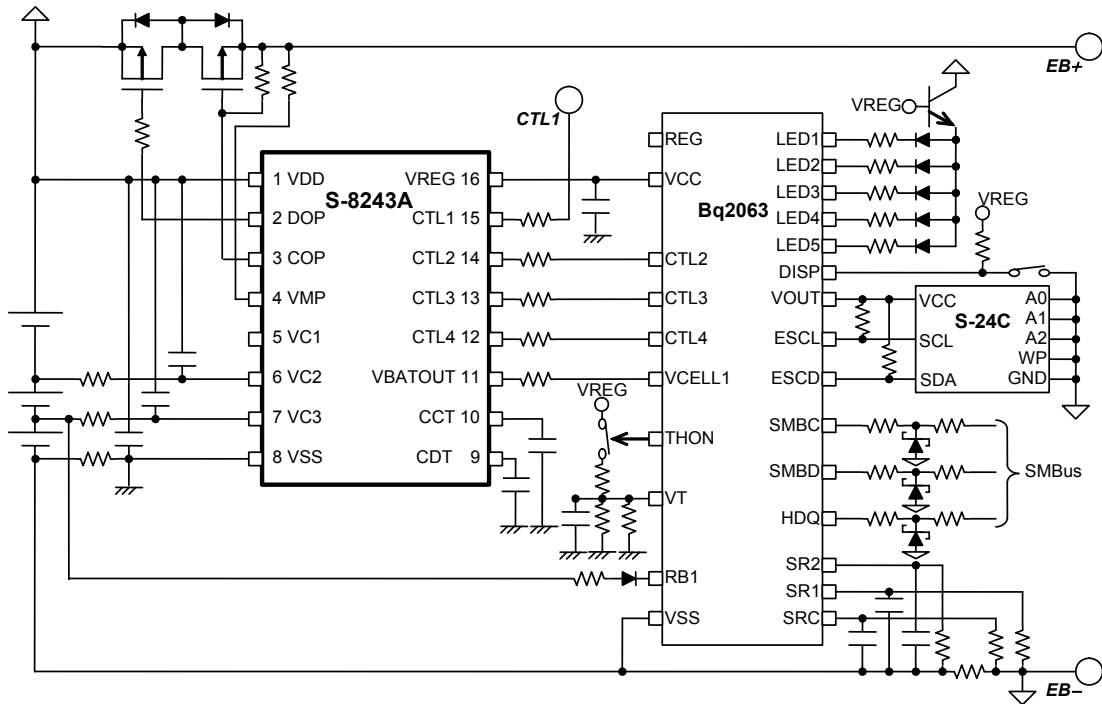 EB+
CTL1
VREG
S-8243A
1 VDD
2 DOP
3 COP
4 VMP
5 VC1
6 VC2
7 VC3
8 VSS
VREG 16
CTL1 15
CTL2 14
CTL3 13
CTL4 12
VBATOUT 11
CCT 10
CDT 9
VREG
Bq2063
REG
VCC
CTL2
CTL3
CTL4
VCELL1
THON
VT
RB1
VSS
LED1
LED2
LED3
LED4
LED5
DISP
VOUT
ESCL
ESCD
SMBC
SMBD
HDQ
SR2
SR1
SRC
VREG
S-24C
VCC
SCL
SDA
A0
A1
A2
WP
GND
SMBus
EB−